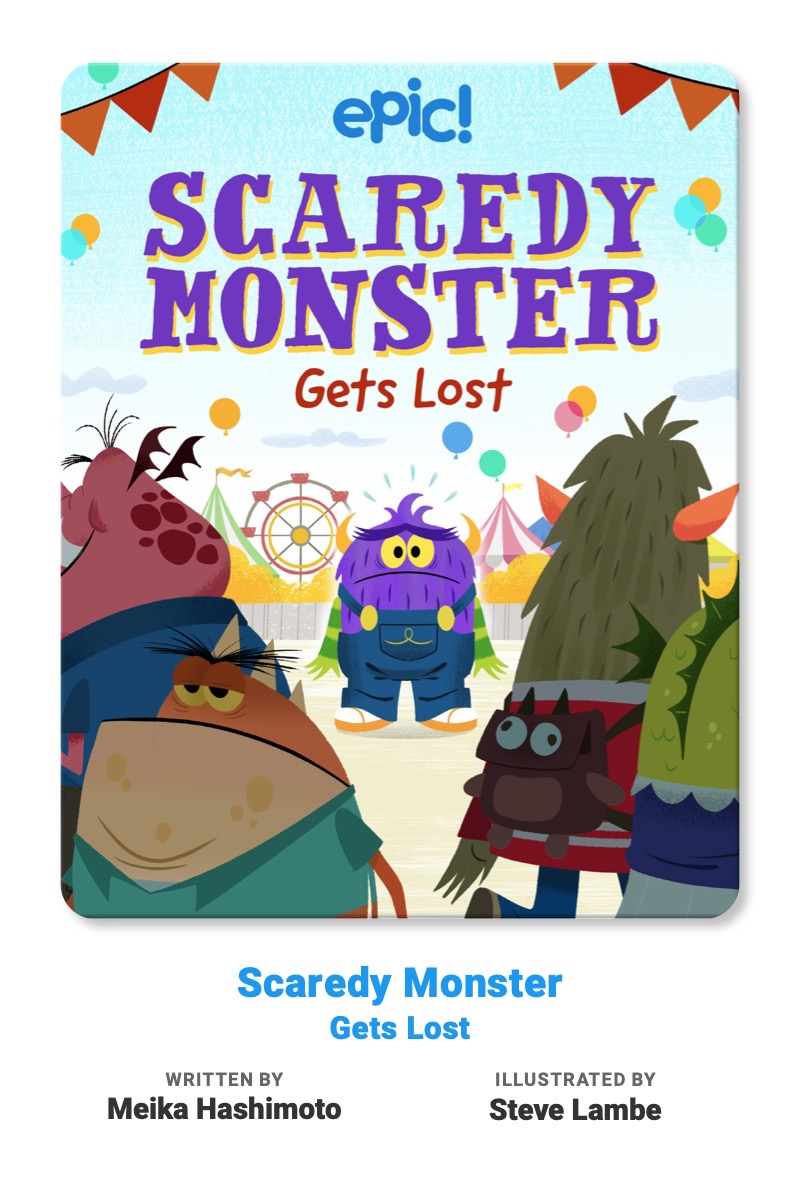 epic!
SCAREDY
MONSTER
Gets Lost
Scaredy Monster
Gets Lost
WRITTEN BY
Meika Hashimoto
ILLUSTRATED BY
Steve Lambe